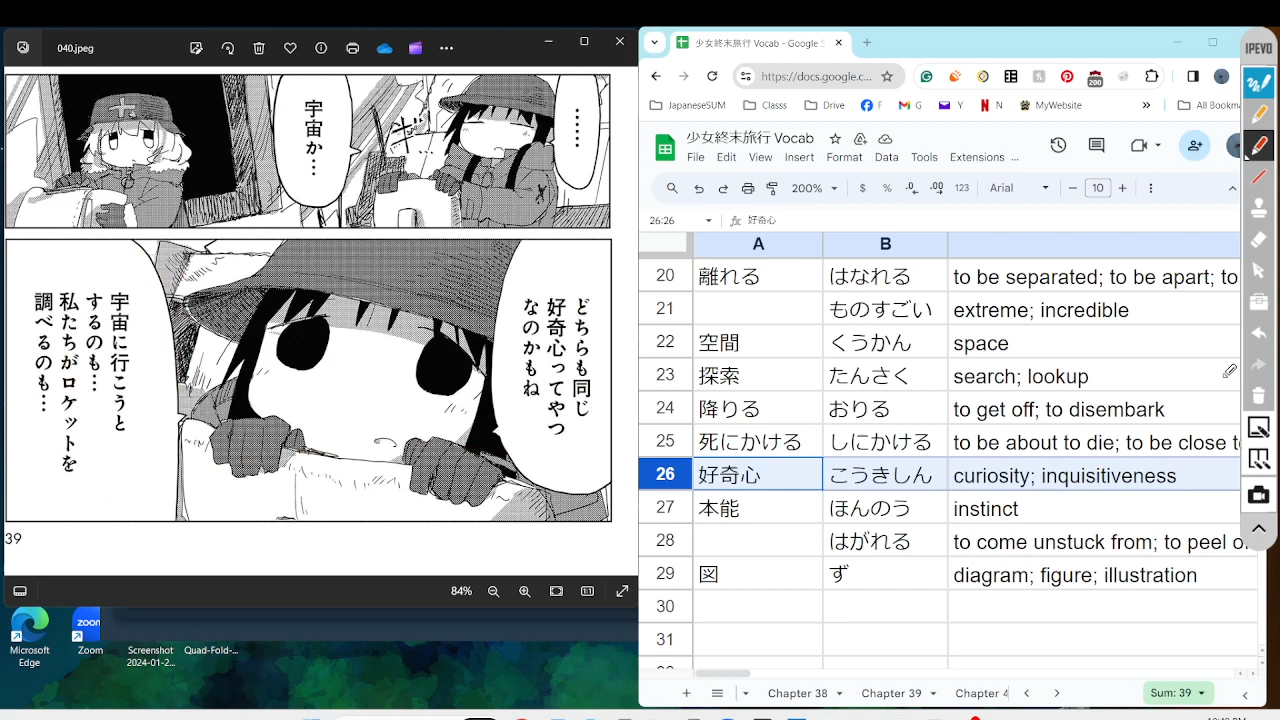 040.jpeg
……
宇宙か…
ギッ…
どちらも同じ
好奇心ってやつ
なのかもね
宇宙に行こうと
するのも…
私たちがロケットを
調べるのも…
39
84%
Microsoft
Edge
Zoom
zoom
Screenshot
2024-01-2...
Quad-Fold-...
少女終末旅行 Vocab - Google S
https://docs.google.c...
200
JapaneseSUM
Classs
Drive
F
G
Y
N
MyWebsite
»
All Bookm
少女終末旅行 Vocab
File Edit View Insert Format Data Tools Extensions ...
200%
$ % .0 .00 123
Arial
10
26:26
fx 好奇心
A B
20 離れる はなれる to be separated; to be apart; to
21 ものすごい extreme; incredible
22 空間 くうかん space
23 探索 たんさく search; lookup
24 降りる おりる to get off; to disembark
25 死にかける しにかける to be about to die; to be close t
26 好奇心 こうきしん curiosity; inquisitiveness
27 本能 ほんのう instinct
28 はがれる to come unstuck from; to peel o
29 図 ず diagram; figure; illustration
30
31
Chapter 38 Chapter 39 Chapter 4
Sum: 39
IPEVO